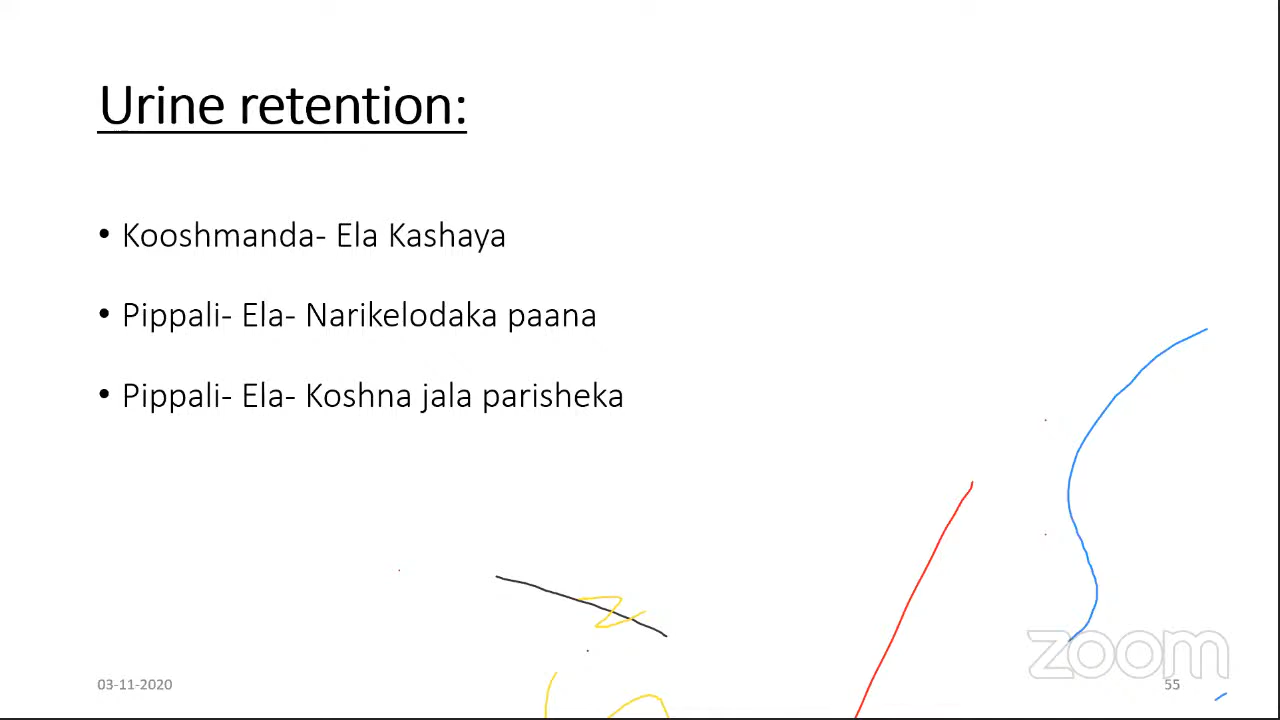 Urine retention:
• Kooshmanda- Ela Kashaya
• Pippali- Ela- Narikelodaka paana
• Pippali- Ela- Koshna jala parisheka
zoom
03-11-2020
55